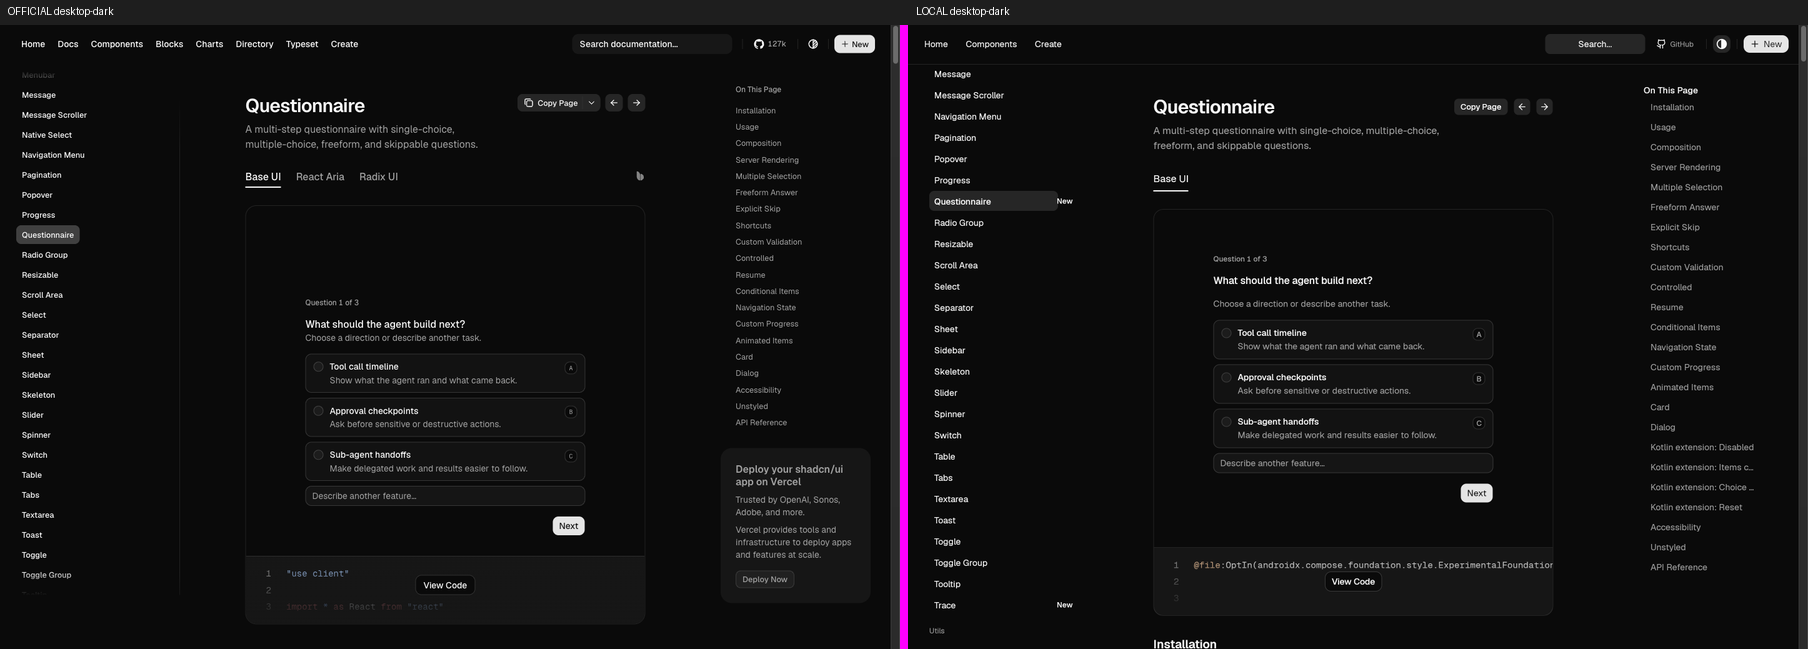 OFFICIAL desktop-dark
Home Docs Components Blocks Charts Directory Typeset Create
Search documentation...
127k
+ New
Menubar
Message
Message Scroller
Native Select
Navigation Menu
Pagination
Popover
Progress
Questionnaire
Radio Group
Resizable
Scroll Area
Select
Separator
Sheet
Sidebar
Skeleton
Slider
Spinner
Switch
Table
Tabs
Textarea
Toast
Toggle
Toggle Group
Questionnaire
Copy Page
A multi-step questionnaire with single-choice,
multiple-choice, freeform, and skippable questions.
Base UI React Aria Radix UI
Question 1 of 3
What should the agent build next?
Choose a direction or describe another task.
Tool call timeline
Show what the agent ran and what came back.
A
Approval checkpoints
Ask before sensitive or destructive actions.
B
Sub-agent handoffs
Make delegated work and results easier to follow.
C
Describe another feature...
Next
1 "use client"
2
View Code
3 import * as React from "react"
On This Page
Installation
Usage
Composition
Server Rendering
Multiple Selection
Freeform Answer
Explicit Skip
Shortcuts
Custom Validation
Controlled
Resume
Conditional Items
Navigation State
Custom Progress
Animated Items
Card
Dialog
Accessibility
Unstyled
API Reference
Deploy your shadcn/ui
app on Vercel
Trusted by OpenAI, Sonos,
Adobe, and more.
Vercel provides tools and
infrastructure to deploy apps
and features at scale.
Deploy Now
LOCAL desktop-dark
Home Components Create
Search...
GitHub
+ New
Message
Message Scroller
Navigation Menu
Pagination
Popover
Progress
Questionnaire New
Radio Group
Resizable
Scroll Area
Select
Separator
Sheet
Sidebar
Skeleton
Slider
Spinner
Switch
Table
Tabs
Textarea
Toast
Toggle
Toggle Group
Tooltip
Trace New
Utils
Questionnaire
Copy Page
A multi-step questionnaire with single-choice, multiple-choice,
freeform, and skippable questions.
Base UI
Question 1 of 3
What should the agent build next?
Choose a direction or describe another task.
Tool call timeline
Show what the agent ran and what came back.
A
Approval checkpoints
Ask before sensitive or destructive actions.
B
Sub-agent handoffs
Make delegated work and results easier to follow.
C
Describe another feature...
Next
1 @file:OptIn(androidx.compose.foundation.style.ExperimentalFoundation
2
View Code
3
Installation
On This Page
Installation
Usage
Composition
Server Rendering
Multiple Selection
Freeform Answer
Explicit Skip
Shortcuts
Custom Validation
Controlled
Resume
Conditional Items
Navigation State
Custom Progress
Animated Items
Card
Dialog
Kotlin extension: Disabled
Kotlin extension: Items c...
Kotlin extension: Choice ...
Kotlin extension: Reset
Accessibility
Unstyled
API Reference